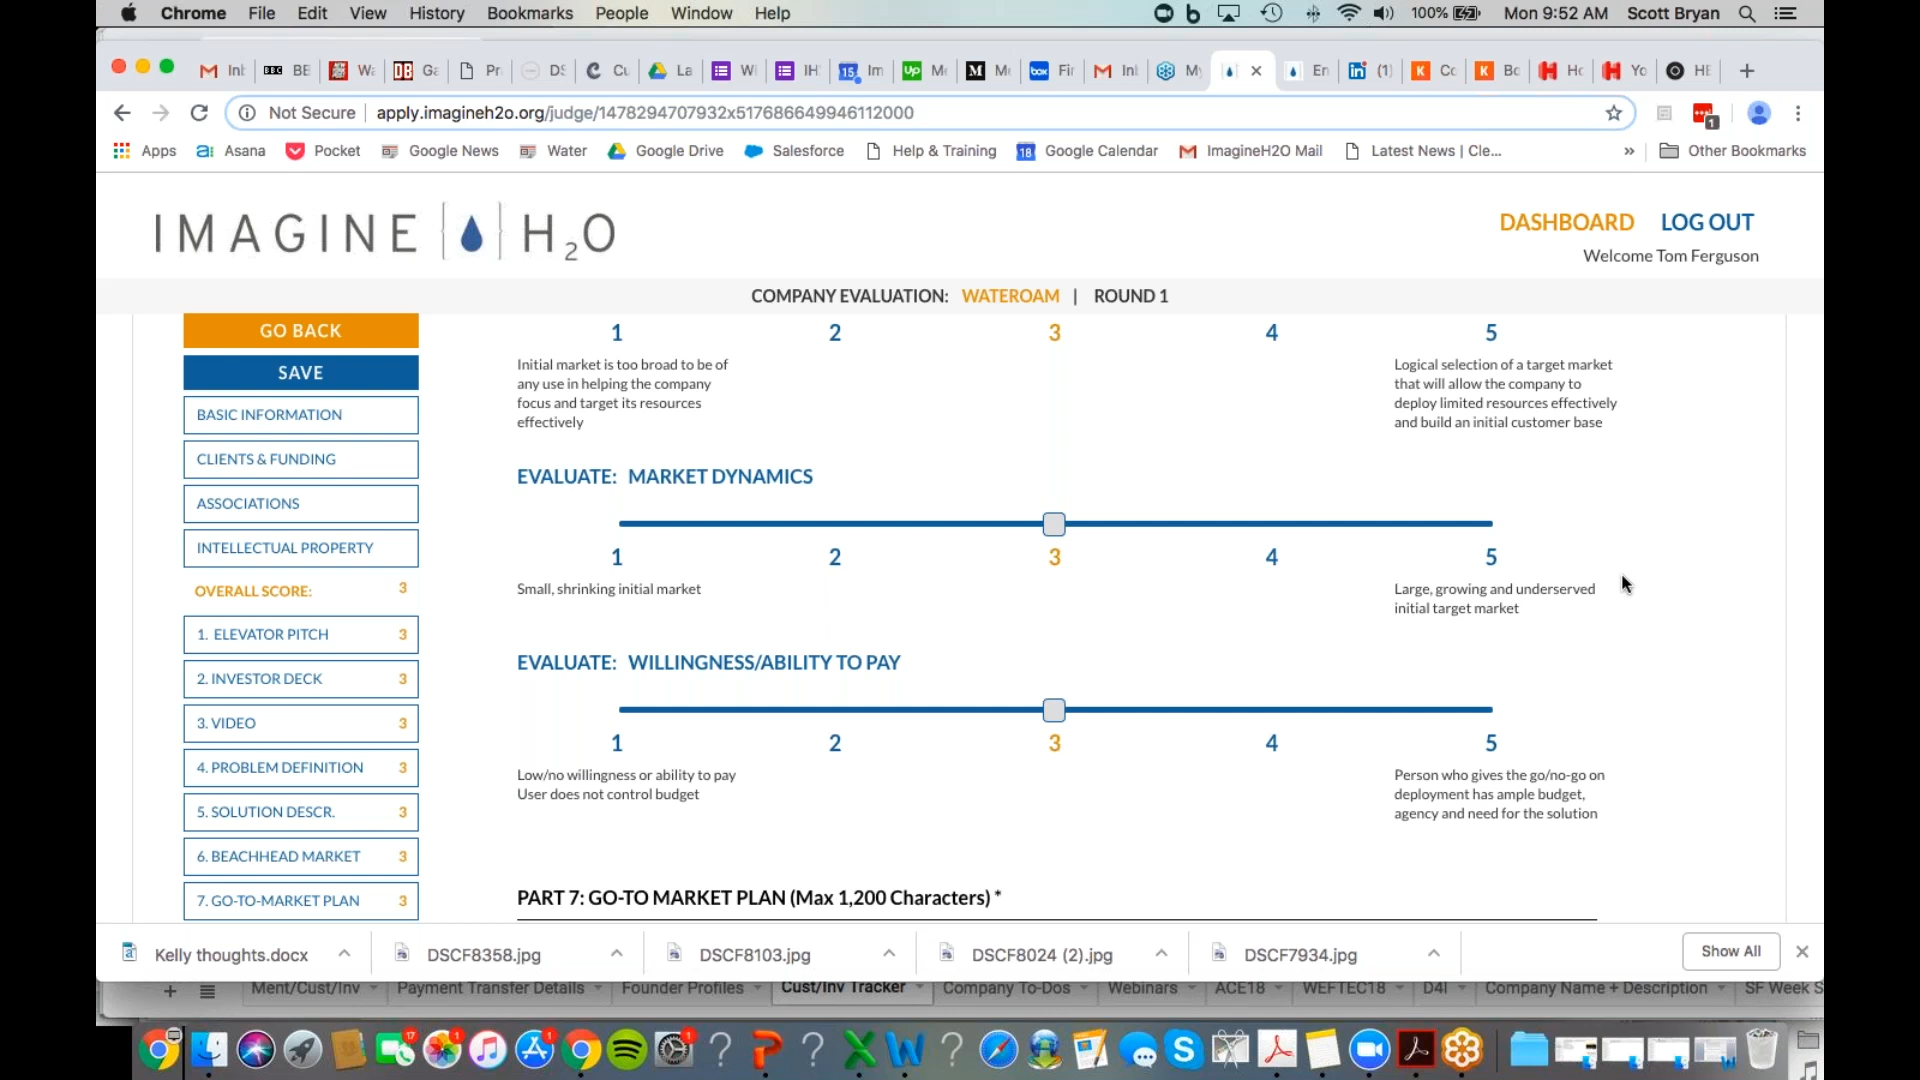 Chrome File Edit View History Bookmarks People Window Help 100% Mon 9:52 AM Scott Bryan
Not Secure apply.imagineh2o.org/judge/1478294707932x517686649946112000
Apps Asana Pocket Google News Water Google Drive Salesforce Help & Training Google Calendar ImagineH2O Mail Latest News | Cle... » Other Bookmarks
IMAGINE H2O
DASHBOARD LOG OUT
Welcome Tom Ferguson
COMPANY EVALUATION: WATEROAM | ROUND 1
GO BACK
SAVE
BASIC INFORMATION
CLIENTS & FUNDING
ASSOCIATIONS
INTELLECTUAL PROPERTY
OVERALL SCORE: 3
1. ELEVATOR PITCH 3
2. INVESTOR DECK 3
3. VIDEO 3
4. PROBLEM DEFINITION 3
5. SOLUTION DESCR. 3
6. BEACHHEAD MARKET 3
7. GO-TO-MARKET PLAN 3
1 2 3 4 5
Initial market is too broad to be of
any use in helping the company
focus and target its resources
effectively
Logical selection of a target market
that will allow the company to
deploy limited resources effectively
and build an initial customer base
EVALUATE: MARKET DYNAMICS
1 2 3 4 5
Small, shrinking initial market
Large, growing and underserved
initial target market
EVALUATE: WILLINGNESS/ABILITY TO PAY
1 2 3 4 5
Low/no willingness or ability to pay
User does not control budget
Person who gives the go/no-go on
deployment has ample budget,
agency and need for the solution
PART 7: GO-TO MARKET PLAN (Max 1,200 Characters) *
Kelly thoughts.docx DSCF8358.jpg DSCF8103.jpg DSCF8024 (2).jpg DSCF7934.jpg Show All
Ment/Cust/Inv Payment Transfer Details Founder Profiles Cust/Inv Tracker Company To-Dos Webinars ACE18 WEFTEC18 D4I Company Name + Description SF Week S